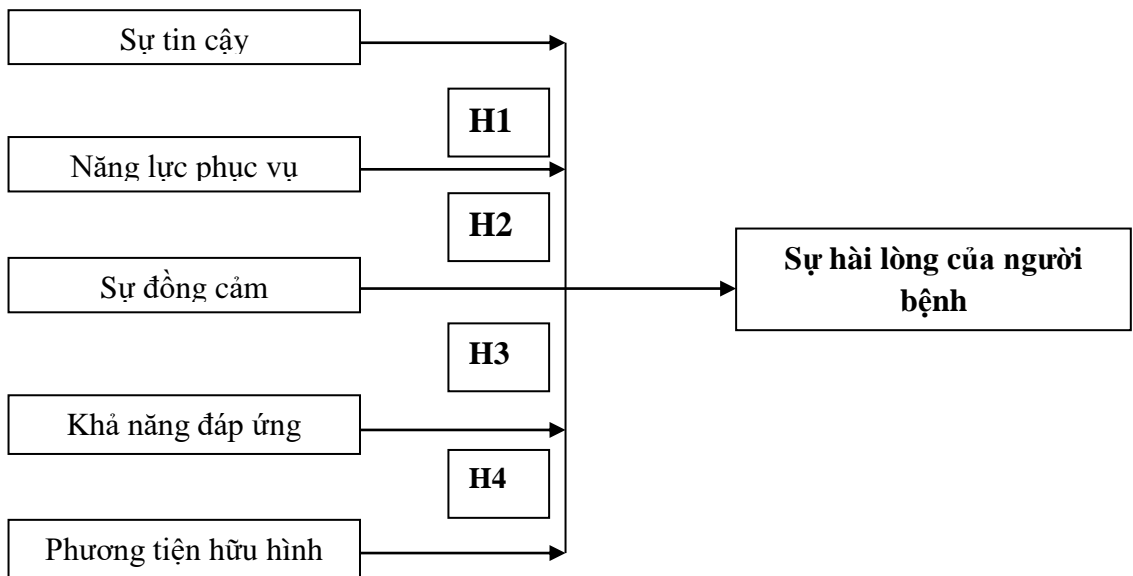 Sự tin cậy
H1
Năng lực phục vụ
H2
Sự hài lòng của người
bệnh
Sự đồng cảm
H3
Khả năng đáp ứng
H4
Phương tiện hữu hình